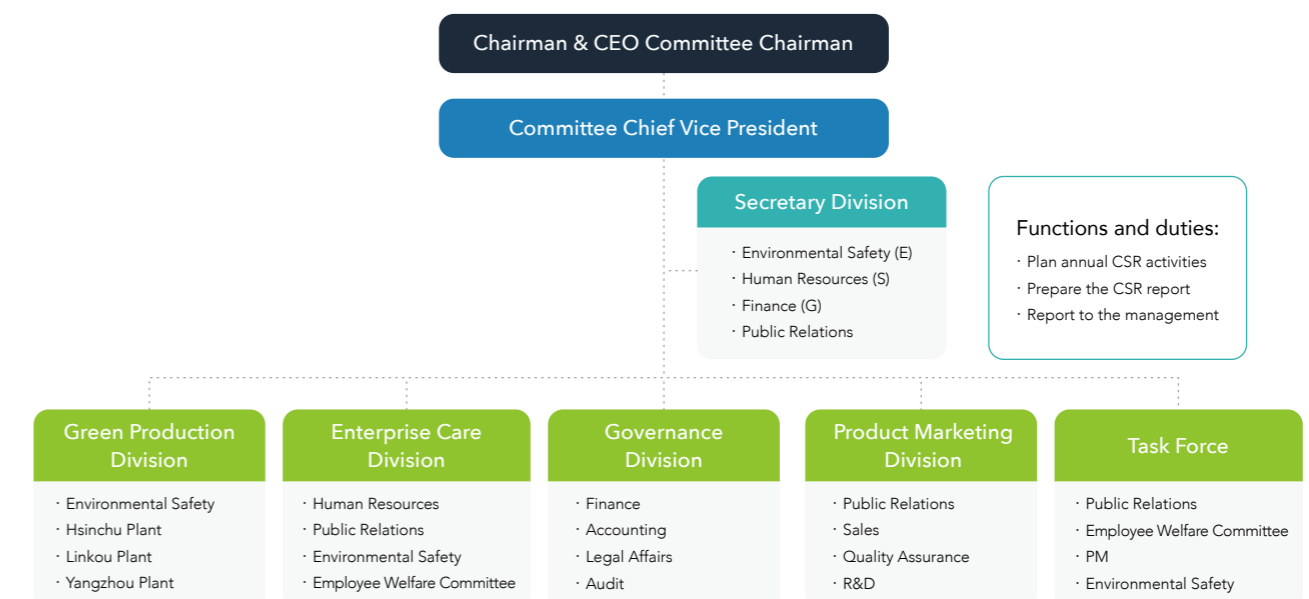 Chairman & CEO Committee Chairman
Committee Chief Vice President
Secretary Division
· Environmental Safety (E)
· Human Resources (S)
· Finance (G)
· Public Relations
Functions and duties:
· Plan annual CSR activities
· Prepare the CSR report
· Report to the management
Green Production
Division
· Environmental Safety
· Hsinchu Plant
· Linkou Plant
· Yangzhou Plant
Enterprise Care
Division
· Human Resources
· Public Relations
· Environmental Safety
· Employee Welfare Committee
Governance
Division
· Finance
· Accounting
· Legal Affairs
· Audit
Product Marketing
Division
· Public Relations
· Sales
· Quality Assurance
· R&D
Task Force
· Public Relations
· Employee Welfare Committee
· PM
· Environmental Safety